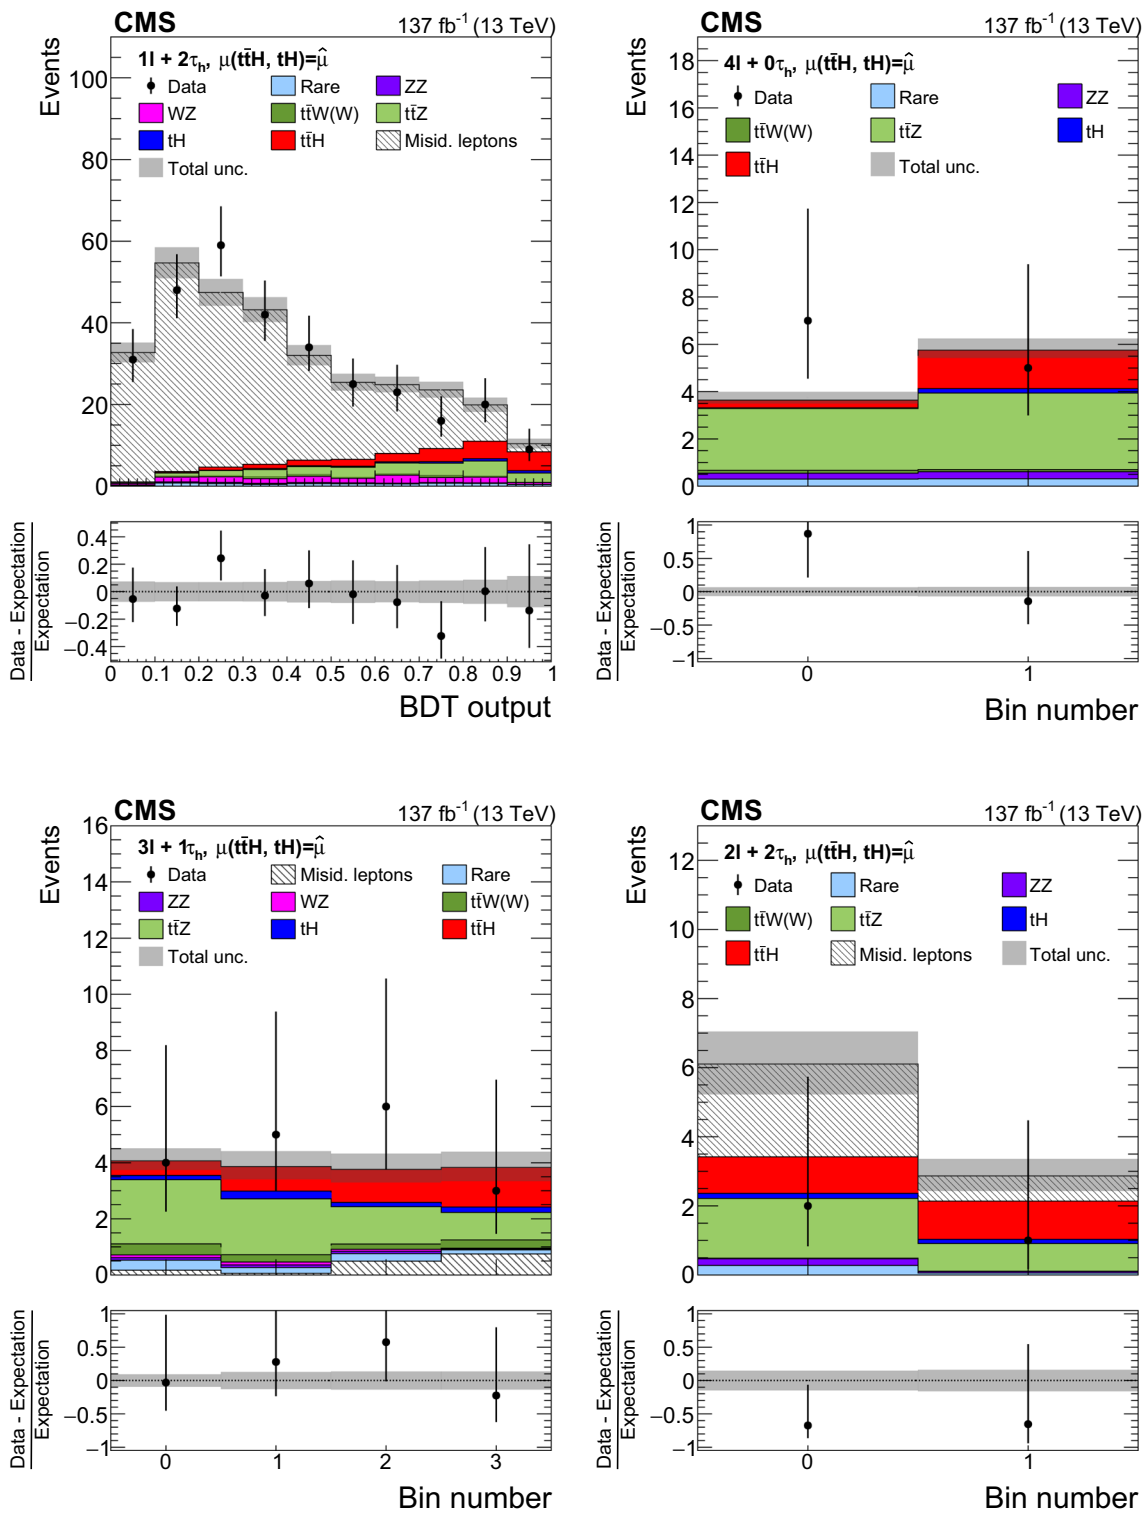 CMS 137 fb⁻¹ (13 TeV)
Events
1l + 2τₕ, μ(tt̄H, tH)=μ̂
Data Rare ZZ
WZ tt̄W(W) tt̄Z
tH tt̄H Misid. leptons
Total unc.
100
80
60
40
20
0
Data - Expectation
Expectation
0.4
0.2
0
−0.2
−0.4
0 0.1 0.2 0.3 0.4 0.5 0.6 0.7 0.8 0.9 1
BDT output
CMS 137 fb⁻¹ (13 TeV)
Events
4l + 0τₕ, μ(tt̄H, tH)=μ̂
Data Rare ZZ
tt̄W(W) tt̄Z tH
tt̄H Total unc.
18
16
14
12
10
8
6
4
2
0
Data - Expectation
Expectation
1
0.5
0
−0.5
−1
0 1
Bin number
CMS 137 fb⁻¹ (13 TeV)
Events
3l + 1τₕ, μ(tt̄H, tH)=μ̂
Data Misid. leptons Rare
ZZ WZ tt̄W(W)
tt̄Z tH tt̄H
Total unc.
16
14
12
10
8
6
4
2
0
Data - Expectation
Expectation
1
0.5
0
−0.5
−1
0 1 2 3
Bin number
CMS 137 fb⁻¹ (13 TeV)
Events
2l + 2τₕ, μ(tt̄H, tH)=μ̂
Data Rare ZZ
tt̄W(W) tt̄Z tH
tt̄H Misid. leptons Total unc.
12
10
8
6
4
2
0
Data - Expectation
Expectation
1
0.5
0
−0.5
−1
0 1
Bin number